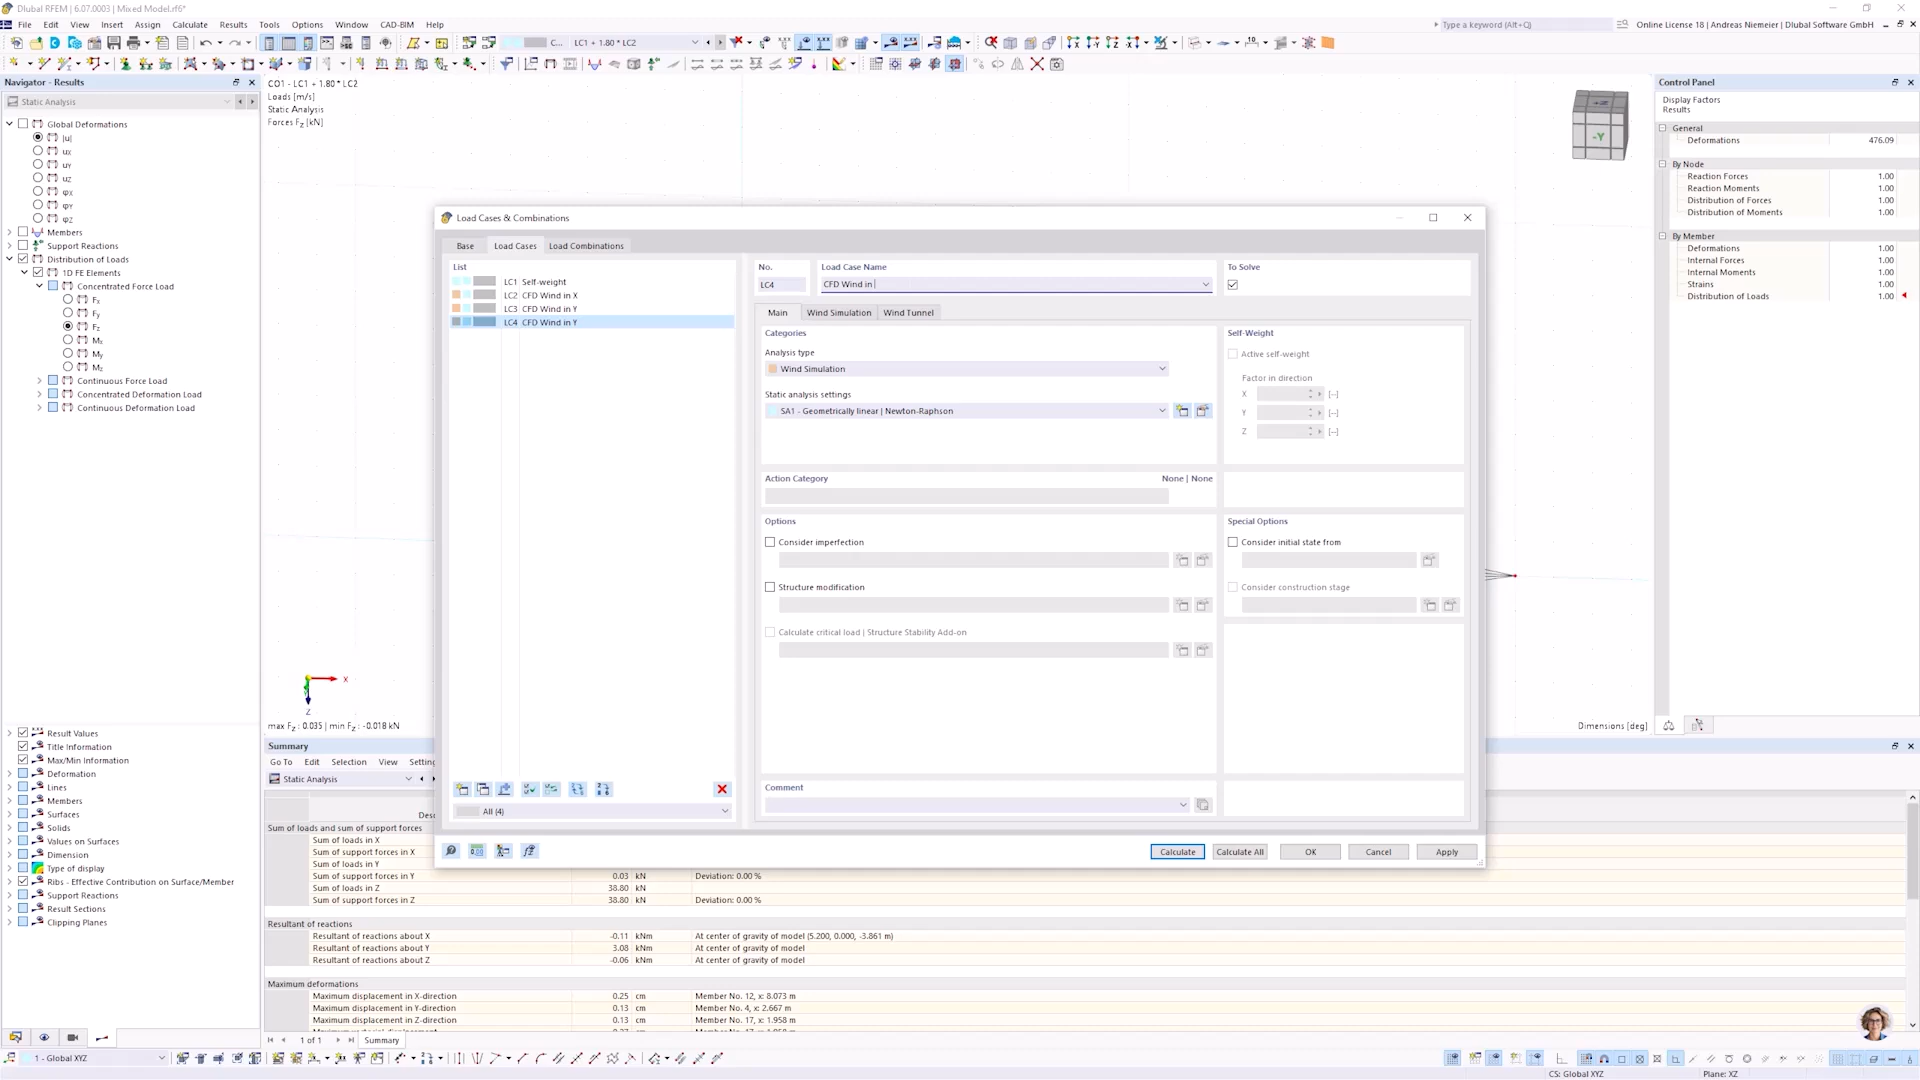 Dlubal RFEM | 6.07.0003 | Mixed Model.rf6*
File Edit View Insert Assign Calculate Results Tools Options Window CAD-BIM Help
Type a keyword (Alt+Q)
Online License 18 | Andreas Niemeier | Dlubal Software GmbH
C... LC1 + 1.80 * LC2
Navigator - Results
Static Analysis
Global Deformations
|u|
uX
uY
uZ
φX
φY
φZ
Members
Support Reactions
Distribution of Loads
1D FE Elements
Concentrated Force Load
Fx
Fy
Fz
Mx
My
Mz
Continuous Force Load
Concentrated Deformation Load
Continuous Deformation Load
Result Values
Title Information
Max/Min Information
Deformation
Lines
Members
Surfaces
Solids
Values on Surfaces
Dimension
Type of display
Ribs - Effective Contribution on Surface/Member
Support Reactions
Result Sections
Clipping Planes
CO1 - LC1 + 1.80 * LC2
Loads [m/s]
Static Analysis
Forces Fz [kN]
+Z
-Y
X
Z
max Fz : 0.035 | min Fz : -0.018 kN
Dimensions [deg]
Control Panel
Display Factors
Results
General
Deformations 476.09
By Node
Reaction Forces 1.00
Reaction Moments 1.00
Distribution of Forces 1.00
Distribution of Moments 1.00
By Member
Deformations 1.00
Internal Forces 1.00
Internal Moments 1.00
Strains 1.00
Distribution of Loads 1.00
Load Cases & Combinations
Base Load Cases Load Combinations
List
LC1 Self-weight
LC2 CFD Wind in X
LC3 CFD Wind in Y
LC4 CFD Wind in Y
All (4)
No.
LC4
Load Case Name
CFD Wind in
To Solve
Main Wind Simulation Wind Tunnel
Categories
Analysis type
Wind Simulation
Static analysis settings
SA1 - Geometrically linear | Newton-Raphson
Self-Weight
Active self-weight
Factor in direction
X [--]
Y [--]
Z [--]
Action Category None | None
Options
Consider imperfection
Structure modification
Calculate critical load | Structure Stability Add-on
Special Options
Consider initial state from
Consider construction stage
Comment
Calculate Calculate All OK Cancel Apply
Summary
Go To Edit Selection View Setting
Static Analysis
Desc
Sum of loads and sum of support forces
Sum of loads in X
Sum of support forces in X
Sum of loads in Y
Sum of support forces in Y 0.03 kN Deviation: 0.00 %
Sum of loads in Z 38.80 kN
Sum of support forces in Z 38.80 kN Deviation: 0.00 %
Resultant of reactions
Resultant of reactions about X -0.11 kNm At center of gravity of model (5.200, 0.000, -3.861 m)
Resultant of reactions about Y 3.08 kNm At center of gravity of model
Resultant of reactions about Z -0.06 kNm At center of gravity of model
Maximum deformations
Maximum displacement in X-direction 0.25 cm Member No. 12, x: 8.073 m
Maximum displacement in Y-direction 0.13 cm Member No. 4, x: 2.667 m
Maximum displacement in Z-direction 0.13 cm Member No. 17, x: 1.958 m
1 of 1 Summary
1 - Global XYZ
CS: Global XYZ Plane: XZ